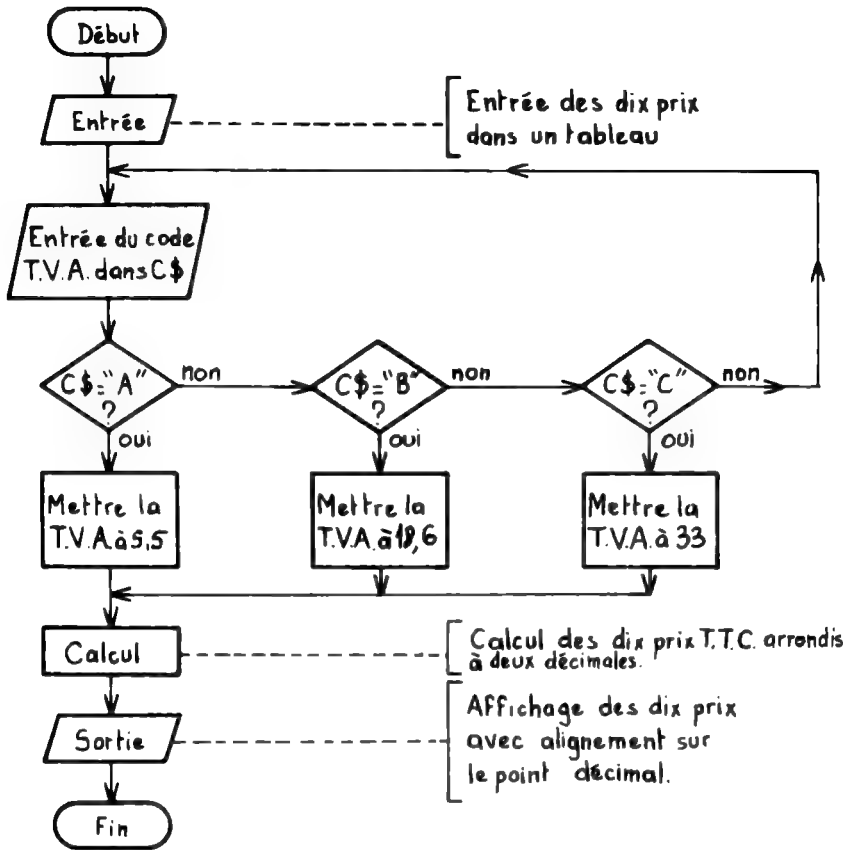 Début
Entrée
Entrée des dix prix
dans un tableau
Entrée du code
T.V.A. dans C$
C$="A"
?
non
oui
C$="B"
?
non
oui
C$="C"
?
non
oui
Mettre la
T.V.A. à 5,5
Mettre la
T.V.A. à 18,6
Mettre la
T.V.A. à 33
Calcul
Calcul des dix prix T.T.C. arrondis
à deux décimales.
Sortie
Affichage des dix prix
avec alignement sur
le point décimal.
Fin